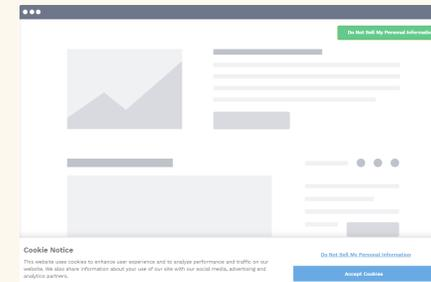 Do Not Sell My Personal Informatio
Cookie Notice
This website uses cookies to enhance user experience and to analyze performance and traffic on our
website. We also share information about your use of our site with our social media, advertising and
analytics partners.
Do Not Sell My Personal Information
Accept Cookies